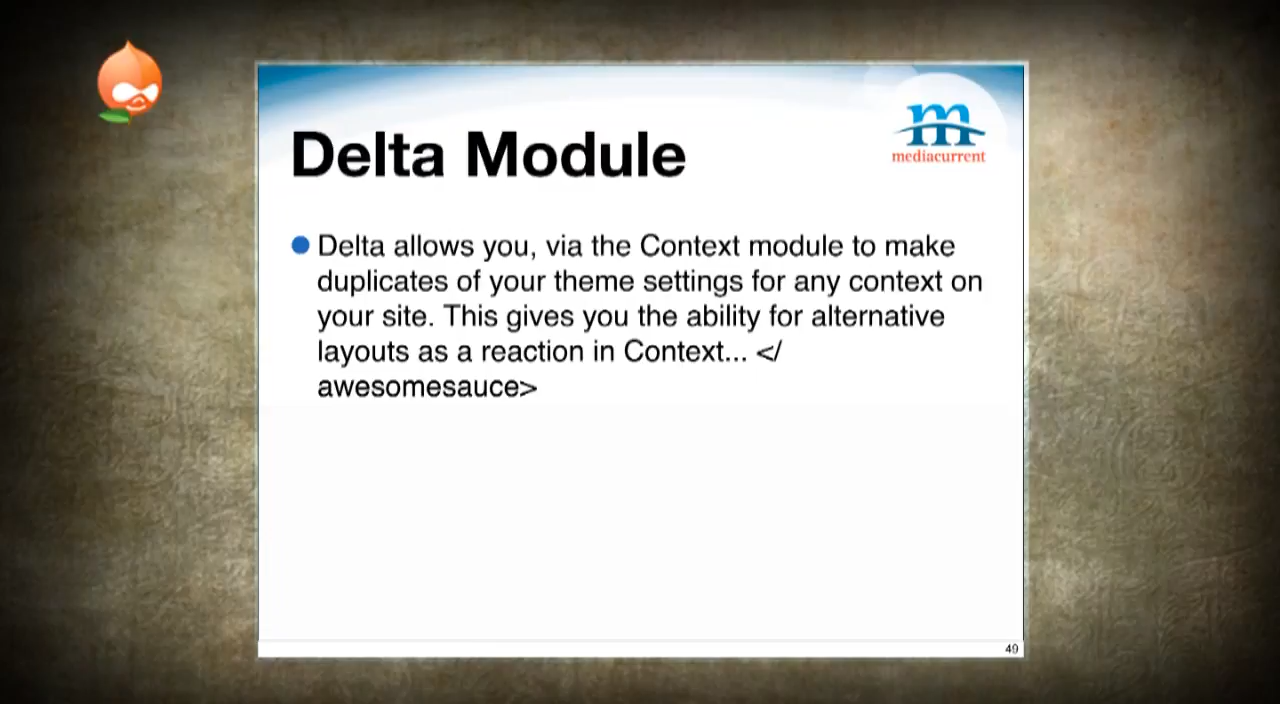 m
mediacurrent
Delta Module
Delta allows you, via the Context module to make
duplicates of your theme settings for any context on
your site. This gives you the ability for alternative
layouts as a reaction in Context... </
awesomesauce>
49